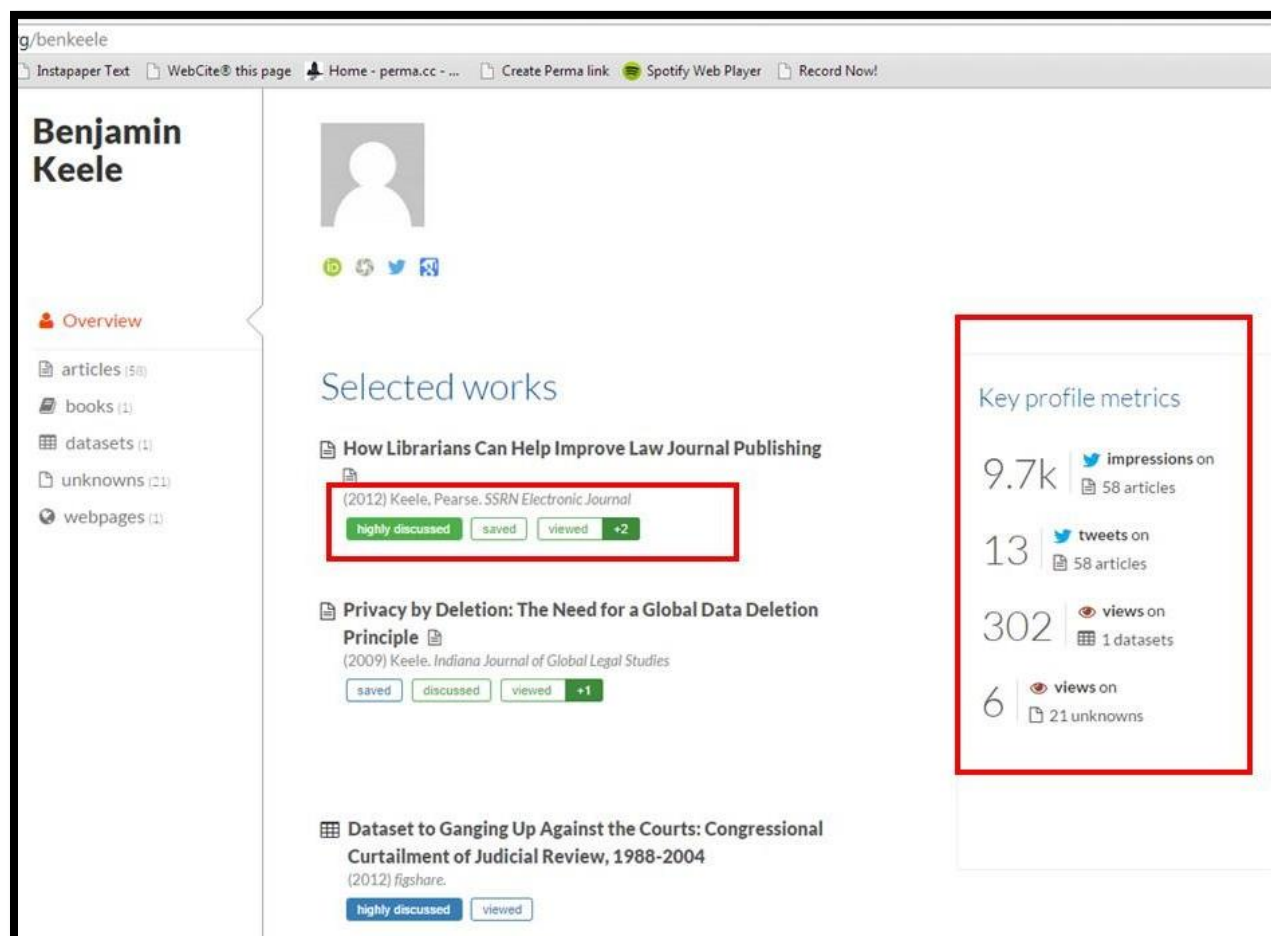 g/benkeele
Instapaper Text WebCite® this page Home - perma.cc - ... Create Perma link Spotify Web Player Record Now!
Benjamin
Keele
Overview
articles (58)
books (1)
datasets (1)
unknowns (21)
webpages (1)
Selected works
How Librarians Can Help Improve Law Journal Publishing
(2012) Keele, Pearse. SSRN Electronic Journal
highly discussed saved viewed +2
Privacy by Deletion: The Need for a Global Data Deletion
Principle
(2009) Keele. Indiana Journal of Global Legal Studies
saved discussed viewed +1
Dataset to Ganging Up Against the Courts: Congressional
Curtailment of Judicial Review, 1988-2004
(2012) figshare.
highly discussed viewed
Key profile metrics
9.7k impressions on
58 articles
13 tweets on
58 articles
302 views on
1 datasets
6 views on
21 unknowns